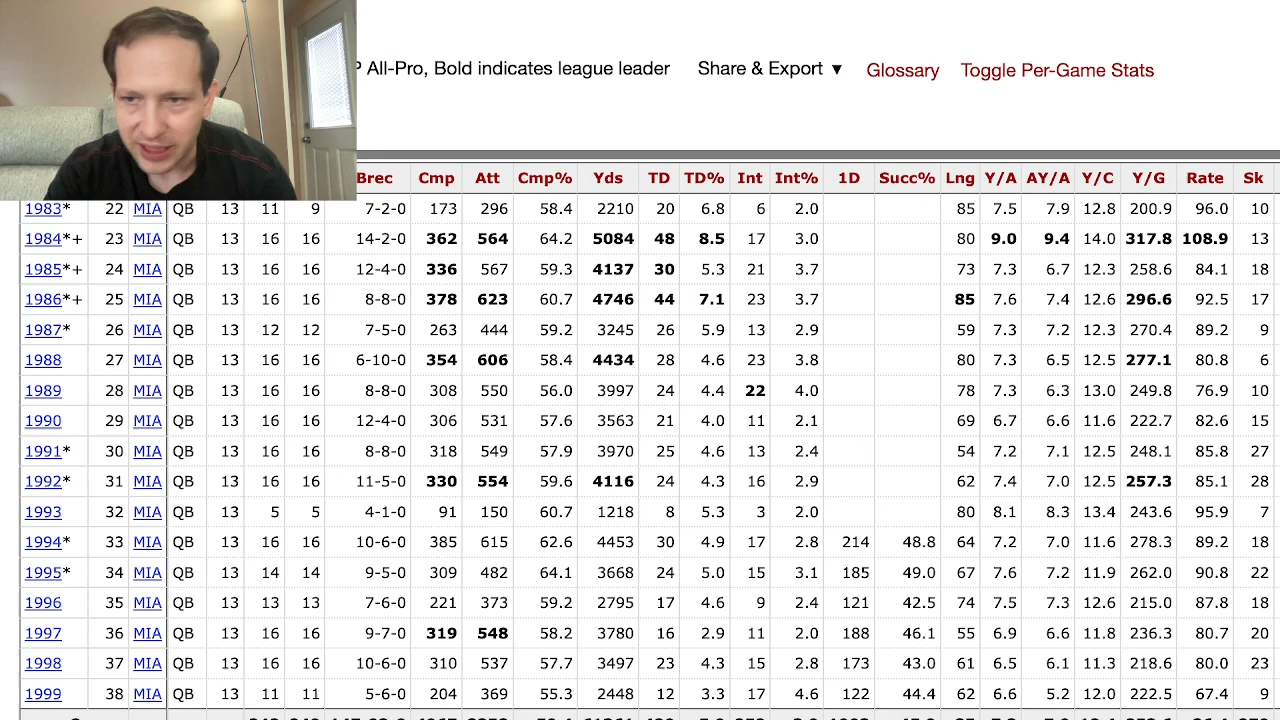 All-Pro, Bold indicates league leader Share & Export ▼ Glossary Toggle Per-Game Stats
Brec Cmp Att Cmp% Yds TD TD% Int Int% 1D Succ% Lng Y/A AY/A Y/C Y/G Rate Sk
1983* 22 MIA QB 13 11 9 7-2-0 173 296 58.4 2210 20 6.8 6 2.0 85 7.5 7.9 12.8 200.9 96.0 10
1984*+ 23 MIA QB 13 16 16 14-2-0 362 564 64.2 5084 48 8.5 17 3.0 80 9.0 9.4 14.0 317.8 108.9 13
1985*+ 24 MIA QB 13 16 16 12-4-0 336 567 59.3 4137 30 5.3 21 3.7 73 7.3 6.7 12.3 258.6 84.1 18
1986*+ 25 MIA QB 13 16 16 8-8-0 378 623 60.7 4746 44 7.1 23 3.7 85 7.6 7.4 12.6 296.6 92.5 17
1987* 26 MIA QB 13 12 12 7-5-0 263 444 59.2 3245 26 5.9 13 2.9 59 7.3 7.2 12.3 270.4 89.2 9
1988 27 MIA QB 13 16 16 6-10-0 354 606 58.4 4434 28 4.6 23 3.8 80 7.3 6.5 12.5 277.1 80.8 6
1989 28 MIA QB 13 16 16 8-8-0 308 550 56.0 3997 24 4.4 22 4.0 78 7.3 6.3 13.0 249.8 76.9 10
1990 29 MIA QB 13 16 16 12-4-0 306 531 57.6 3563 21 4.0 11 2.1 69 6.7 6.6 11.6 222.7 82.6 15
1991* 30 MIA QB 13 16 16 8-8-0 318 549 57.9 3970 25 4.6 13 2.4 54 7.2 7.1 12.5 248.1 85.8 27
1992* 31 MIA QB 13 16 16 11-5-0 330 554 59.6 4116 24 4.3 16 2.9 62 7.4 7.0 12.5 257.3 85.1 28
1993 32 MIA QB 13 5 5 4-1-0 91 150 60.7 1218 8 5.3 3 2.0 80 8.1 8.3 13.4 243.6 95.9 7
1994* 33 MIA QB 13 16 16 10-6-0 385 615 62.6 4453 30 4.9 17 2.8 214 48.8 64 7.2 7.0 11.6 278.3 89.2 18
1995* 34 MIA QB 13 14 14 9-5-0 309 482 64.1 3668 24 5.0 15 3.1 185 49.0 67 7.6 7.2 11.9 262.0 90.8 22
1996 35 MIA QB 13 13 13 7-6-0 221 373 59.2 2795 17 4.6 9 2.4 121 42.5 74 7.5 7.3 12.6 215.0 87.8 18
1997 36 MIA QB 13 16 16 9-7-0 319 548 58.2 3780 16 2.9 11 2.0 188 46.1 55 6.9 6.6 11.8 236.3 80.7 20
1998 37 MIA QB 13 16 16 10-6-0 310 537 57.7 3497 23 4.3 15 2.8 173 43.0 61 6.5 6.1 11.3 218.6 80.0 23
1999 38 MIA QB 13 11 11 5-6-0 204 369 55.3 2448 12 3.3 17 4.6 122 44.4 62 6.6 5.2 12.0 222.5 67.4 9